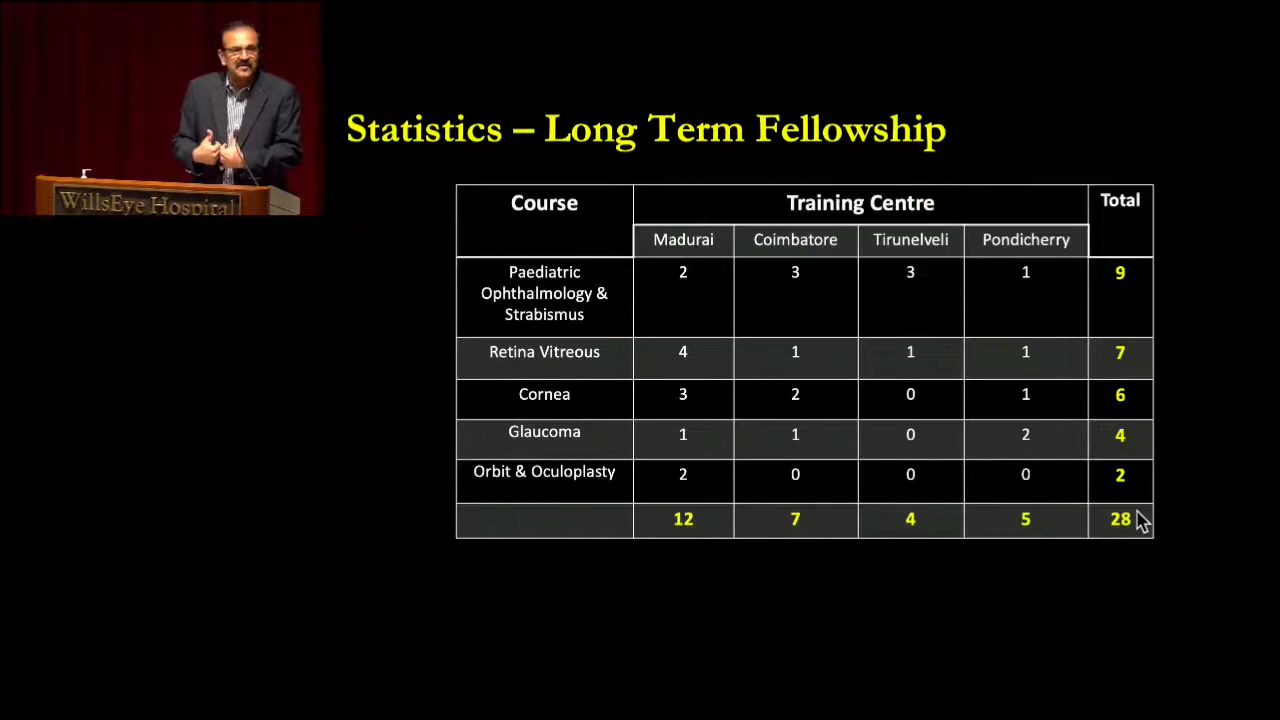 WillsEye Hospital
Statistics – Long Term Fellowship
Course Training Centre Total
Madurai Coimbatore Tirunelveli Pondicherry
Paediatric
Ophthalmology &
Strabismus
2 3 3 1 9
Retina Vitreous 4 1 1 1 7
Cornea 3 2 0 1 6
Glaucoma 1 1 0 2 4
Orbit & Oculoplasty 2 0 0 0 2
12 7 4 5 28